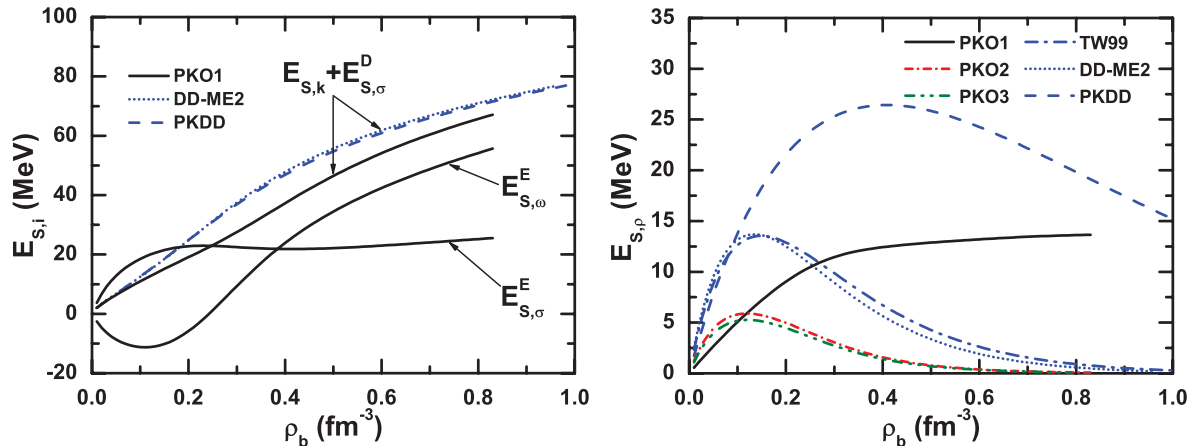 100
80
60
40
20
0
-20
E_S,i (MeV)
PKO1
DD-ME2
PKDD
E_S,k + E^D_S,σ
E^E_S,ω
E^E_S,σ
0.0 0.2 0.4 0.6 0.8 1.0
ρ_b (fm^-3)
35
30
25
20
15
10
5
0
E_S,ρ (MeV)
PKO1 TW99
PKO2 DD-ME2
PKO3 PKDD
0.0 0.2 0.4 0.6 0.8 1.0
ρ_b (fm^-3)